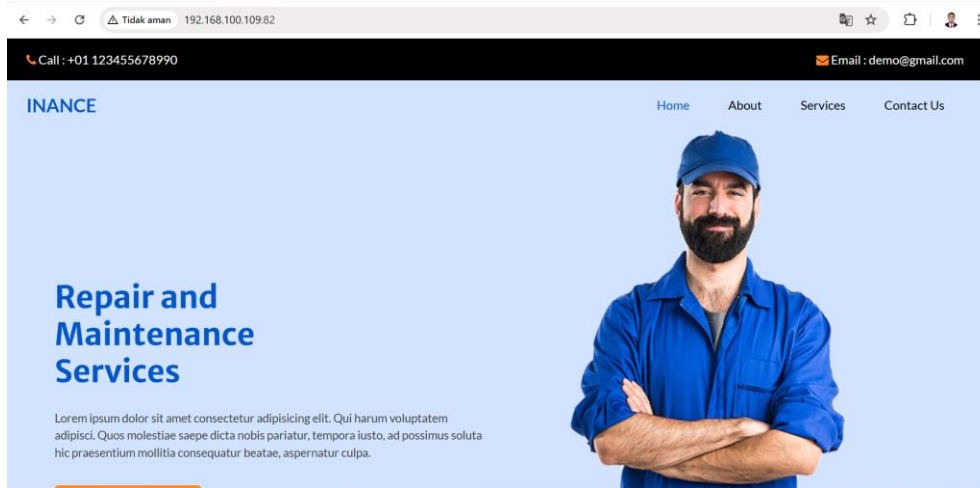 Tidak aman 192.168.100.109:82
Call : +01 123455678990
Email : demo@gmail.com
INANCE
Home About Services Contact Us
Repair and
Maintenance
Services
Lorem ipsum dolor sit amet consectetur adipisicing elit. Qui harum voluptatem
adipisci. Quos molestiae saepe dicta nobis pariatur, tempora iusto, ad possimus soluta
hic praesentium mollitia consequatur beatae, aspernatur culpa.